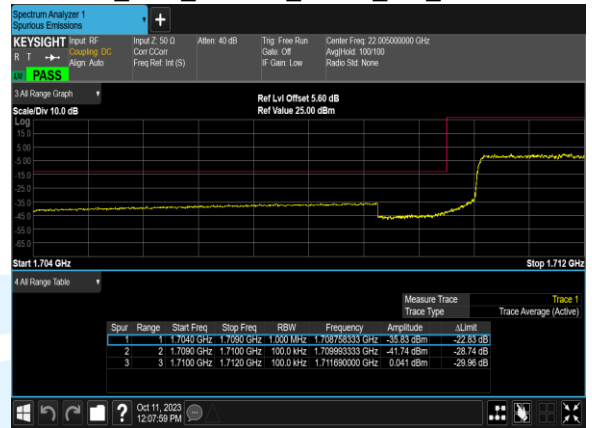 Spectrum Analyzer 1
Spurious Emissions
+
KEYSIGHT Input: RF Input Z: 50 Ω Atten: 40 dB Trig: Free Run Center Freq: 22.005000000 GHz
R T Coupling: DC Corr CCorr Gate: Off Avg|Hold: 100/100
Align: Auto Freq Ref: Int (S) IF Gain: Low Radio Std: None
LW PASS
3 All Range Graph
Ref Lvl Offset 5.60 dB
Scale/Div 10.0 dB Ref Value 25.00 dBm
Log
15.0
5.00
-5.00
-15.0
-25.0
-35.0
-45.0
-55.0
-65.0
Start 1.704 GHz Stop 1.712 GHz
4 All Range Table
Measure Trace Trace 1
Trace Type Trace Average (Active)
Spur Range Start Freq Stop Freq RBW Frequency Amplitude ΔLimit
1 1 1.7040 GHz 1.7090 GHz 1.000 MHz 1.708758333 GHz -35.83 dBm -22.83 dB
2 2 1.7090 GHz 1.7100 GHz 100.0 kHz 1.709993333 GHz -41.74 dBm -28.74 dB
3 3 1.7100 GHz 1.7120 GHz 100.0 kHz 1.711690000 GHz 0.041 dBm -29.96 dB
? Oct 11, 2023
12:07:59 PM